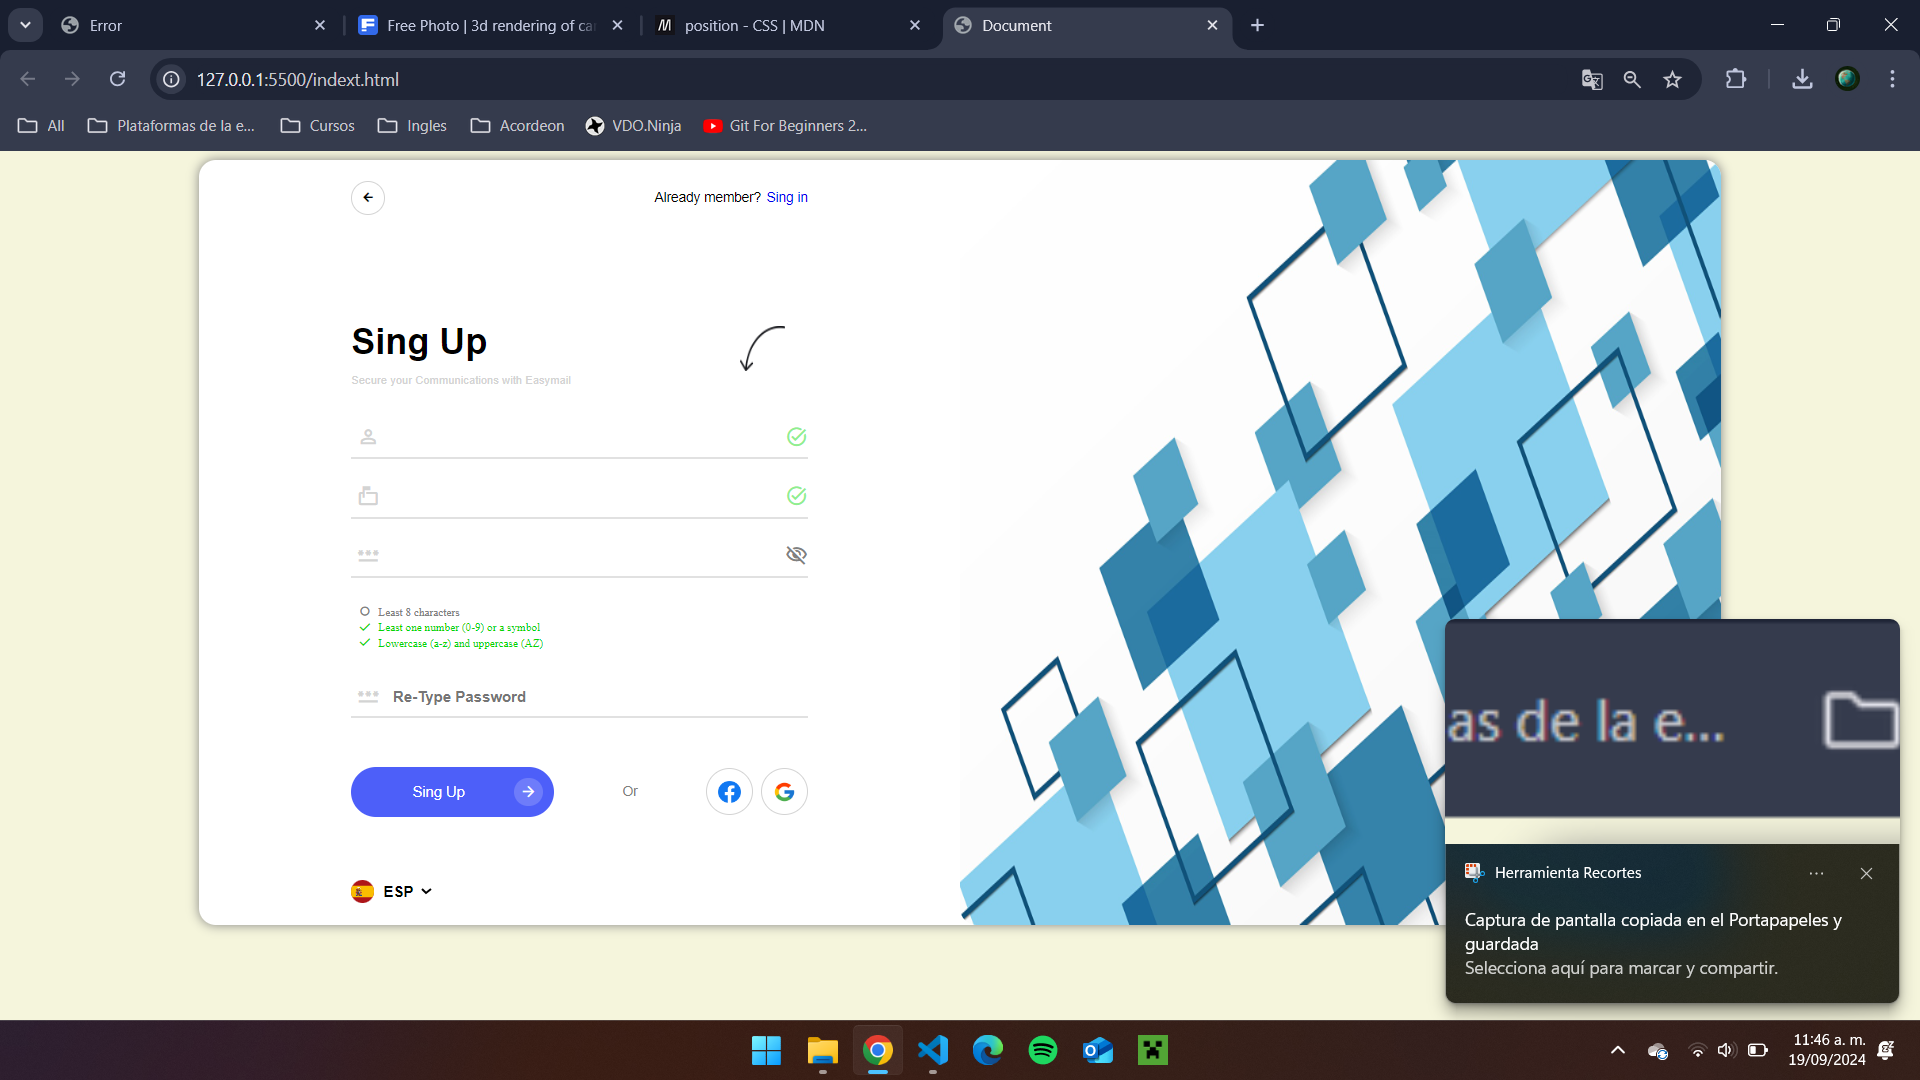 Error
Free Photo | 3d rendering of ca
position - CSS | MDN
Document
127.0.0.1:5500/indext.html
All
Plataformas de la e...
Cursos
Ingles
Acordeon
VDO.Ninja
Git For Beginners 2...
Already member? Sing in
Sing Up
Secure your Communications with Easymail
Least 8 characters
Least one number (0-9) or a symbol
Lowercase (a-z) and uppercase (AZ)
Re-Type Password
Sing Up
Or
ESP
as de la e...
Herramienta Recortes
Captura de pantalla copiada en el Portapapeles y
guardada
Selecciona aquí para marcar y compartir.
11:46 a. m.
19/09/2024